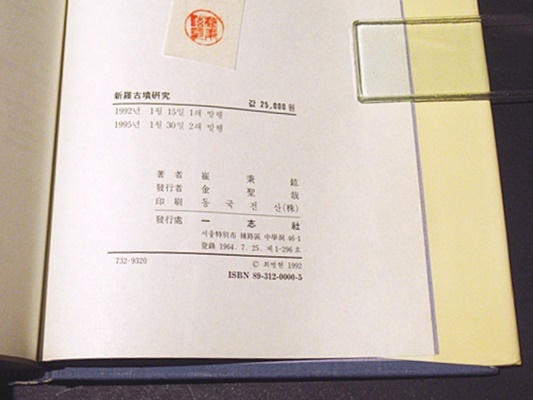 新羅古墳硏究
값 25,000원
1992년 1월 15일 1쇄 발행
1995년 1월 30일 2쇄 발행
著者 崔秉鉉
發行者 金聖哉
印刷 동국전산(株)
發行處 一志社
서울特別市 鍾路區 中學洞 46-1
登錄 1964. 7. 25. 제1-296호
732-9320
ⓒ 최병현 1992
ISBN 89-312-0000-5